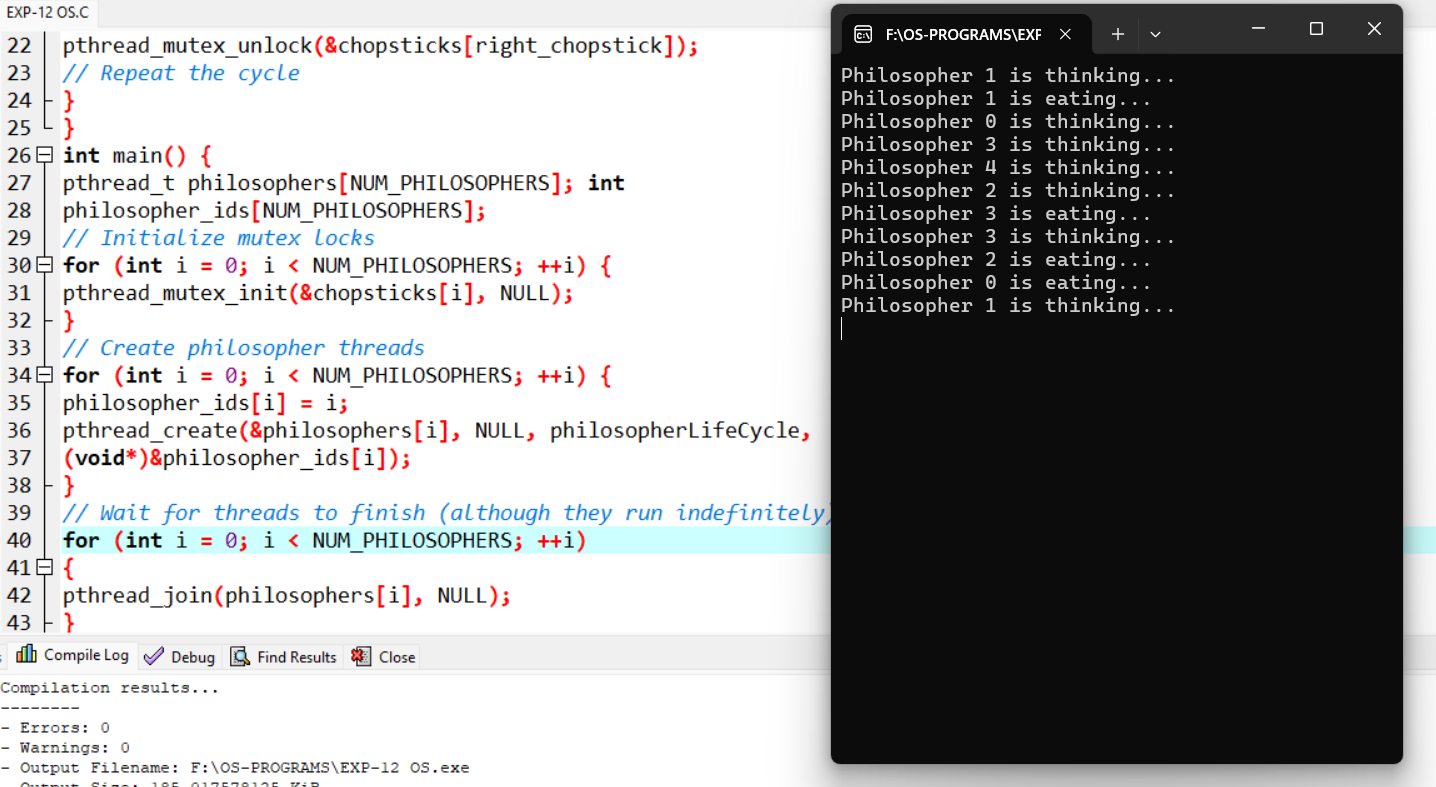 EXP-12 OS.C
22 pthread_mutex_unlock(&chopsticks[right_chopstick]);
23 // Repeat the cycle
24 }
25 }
26 int main() {
27 pthread_t philosophers[NUM_PHILOSOPHERS]; int
28 philosopher_ids[NUM_PHILOSOPHERS];
29 // Initialize mutex locks
30 for (int i = 0; i < NUM_PHILOSOPHERS; ++i) {
31 pthread_mutex_init(&chopsticks[i], NULL);
32 }
33 // Create philosopher threads
34 for (int i = 0; i < NUM_PHILOSOPHERS; ++i) {
35 philosopher_ids[i] = i;
36 pthread_create(&philosophers[i], NULL, philosopherLifeCycle,
37 (void*)&philosopher_ids[i]);
38 }
39 // Wait for threads to finish (although they run indefinitely)
40 for (int i = 0; i < NUM_PHILOSOPHERS; ++i)
41 {
42 pthread_join(philosophers[i], NULL);
43 }
Compile Log Debug Find Results Close
Compilation results...
--------
- Errors: 0
- Warnings: 0
- Output Filename: F:\OS-PROGRAMS\EXP-12 OS.exe
- Output Size: 185.017578125 KiB
F:\OS-PROGRAMS\EXF
Philosopher 1 is thinking...
Philosopher 1 is eating...
Philosopher 0 is thinking...
Philosopher 3 is thinking...
Philosopher 4 is thinking...
Philosopher 2 is thinking...
Philosopher 3 is eating...
Philosopher 3 is thinking...
Philosopher 2 is eating...
Philosopher 0 is eating...
Philosopher 1 is thinking...